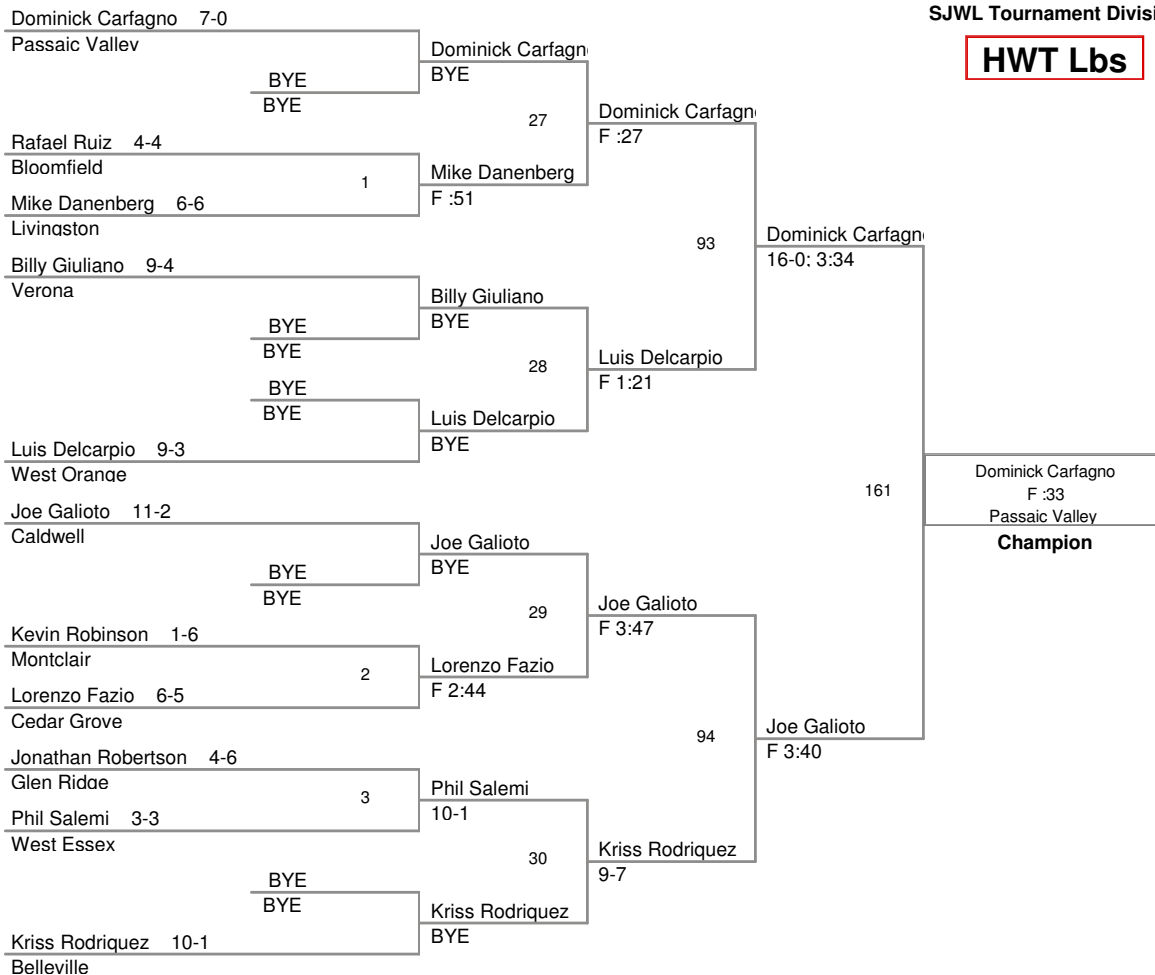 SJWL Tournament Divisi
HWT Lbs
Dominick Carfagno 7-0
Passaic Valley
BYE
BYE
Rafael Ruiz 4-4
Bloomfield
1
Mike Danenberg 6-6
Livingston
Billy Giuliano 9-4
Verona
BYE
BYE
BYE
BYE
Luis Delcarpio 9-3
West Orange
Joe Galioto 11-2
Caldwell
BYE
BYE
Kevin Robinson 1-6
Montclair
2
Lorenzo Fazio 6-5
Cedar Grove
Jonathan Robertson 4-6
Glen Ridge
3
Phil Salemi 3-3
West Essex
BYE
BYE
Kriss Rodriquez 10-1
Belleville
Dominick Carfagn
BYE
27
Mike Danenberg
F :51
Billy Giuliano
BYE
28
Luis Delcarpio
BYE
Joe Galioto
BYE
29
Lorenzo Fazio
F 2:44
Phil Salemi
10-1
30
Kriss Rodriquez
BYE
Dominick Carfagn
F :27
93
Luis Delcarpio
F 1:21
Joe Galioto
F 3:47
94
Kriss Rodriquez
9-7
Dominick Carfagn
16-0; 3:34
161
Joe Galioto
F 3:40
Dominick Carfagno
F :33
Passaic Valley
Champion